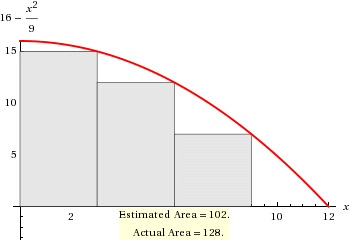 16 − x²/9
15
10
5
2
10
12
x
Estimated Area = 102.
Actual Area = 128.